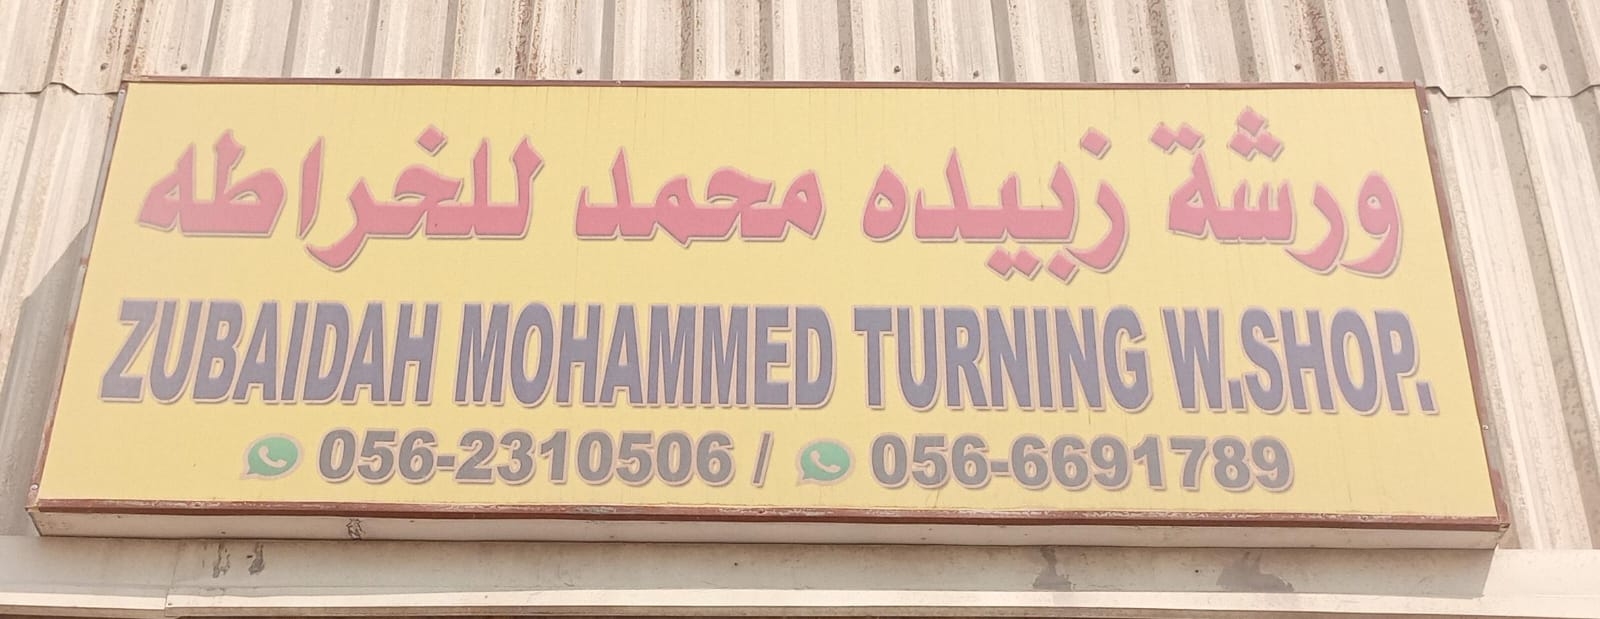 ورشة زبيده محمد للخراطه
ZUBAIDAH MOHAMMED TURNING W.SHOP.
056-2310506 / 056-6691789